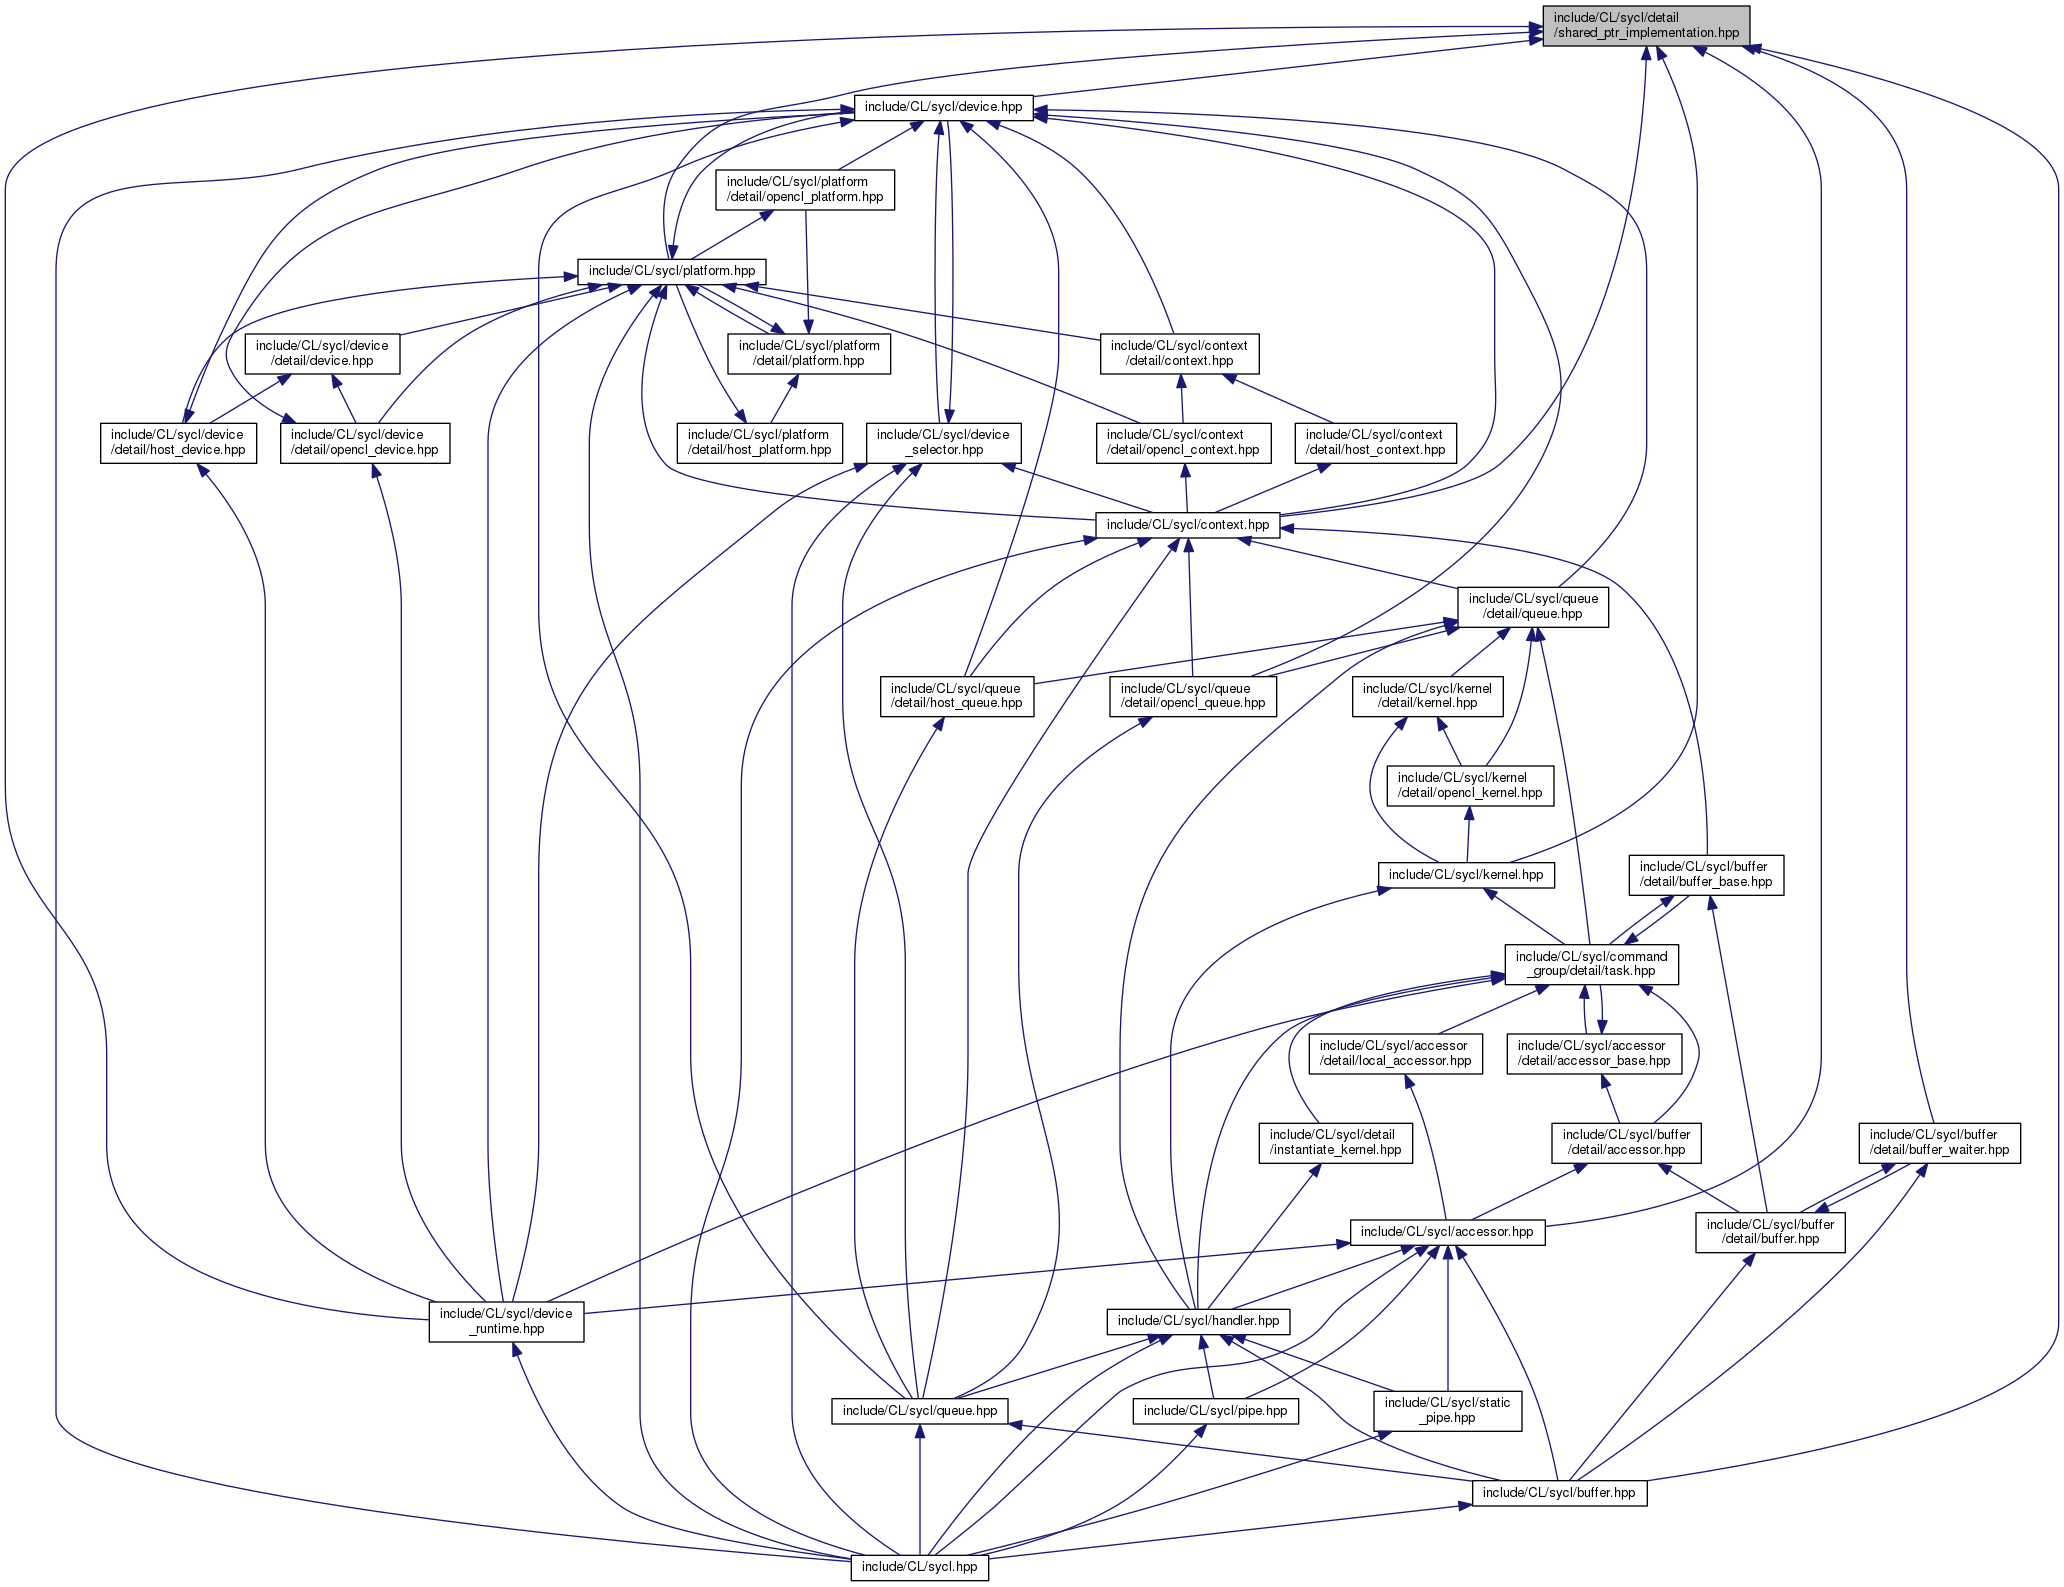 include/CL/sycl/detail
/shared_ptr_implementation.hpp
include/CL/sycl/device.hpp
include/CL/sycl/platform
/detail/opencl_platform.hpp
include/CL/sycl/platform.hpp
include/CL/sycl/device
/detail/device.hpp
include/CL/sycl/platform
/detail/platform.hpp
include/CL/sycl/context
/detail/context.hpp
include/CL/sycl/device
/detail/host_device.hpp
include/CL/sycl/device
/detail/opencl_device.hpp
include/CL/sycl/platform
/detail/host_platform.hpp
include/CL/sycl/device
_selector.hpp
include/CL/sycl/context
/detail/opencl_context.hpp
include/CL/sycl/context
/detail/host_context.hpp
include/CL/sycl/context.hpp
include/CL/sycl/queue
/detail/queue.hpp
include/CL/sycl/queue
/detail/host_queue.hpp
include/CL/sycl/queue
/detail/opencl_queue.hpp
include/CL/sycl/kernel
/detail/kernel.hpp
include/CL/sycl/kernel
/detail/opencl_kernel.hpp
include/CL/sycl/kernel.hpp
include/CL/sycl/buffer
/detail/buffer_base.hpp
include/CL/sycl/command
_group/detail/task.hpp
include/CL/sycl/accessor
/detail/local_accessor.hpp
include/CL/sycl/accessor
/detail/accessor_base.hpp
include/CL/sycl/detail
/instantiate_kernel.hpp
include/CL/sycl/buffer
/detail/accessor.hpp
include/CL/sycl/buffer
/detail/buffer_waiter.hpp
include/CL/sycl/accessor.hpp
include/CL/sycl/buffer
/detail/buffer.hpp
include/CL/sycl/device
_runtime.hpp
include/CL/sycl/handler.hpp
include/CL/sycl/queue.hpp
include/CL/sycl/pipe.hpp
include/CL/sycl/static
_pipe.hpp
include/CL/sycl/buffer.hpp
include/CL/sycl.hpp